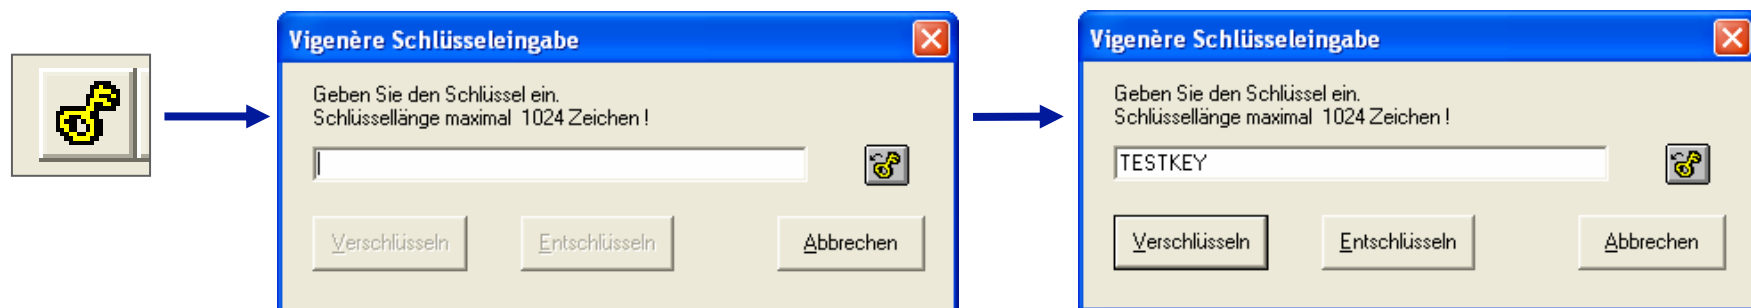 Vigenère Schlüsseleingabe
Geben Sie den Schlüssel ein.
Schlüssellänge maximal 1024 Zeichen !
Verschlüsseln
Entschlüsseln
Abbrechen
Vigenère Schlüsseleingabe
Geben Sie den Schlüssel ein.
Schlüssellänge maximal 1024 Zeichen !
TESTKEY
Verschlüsseln
Entschlüsseln
Abbrechen